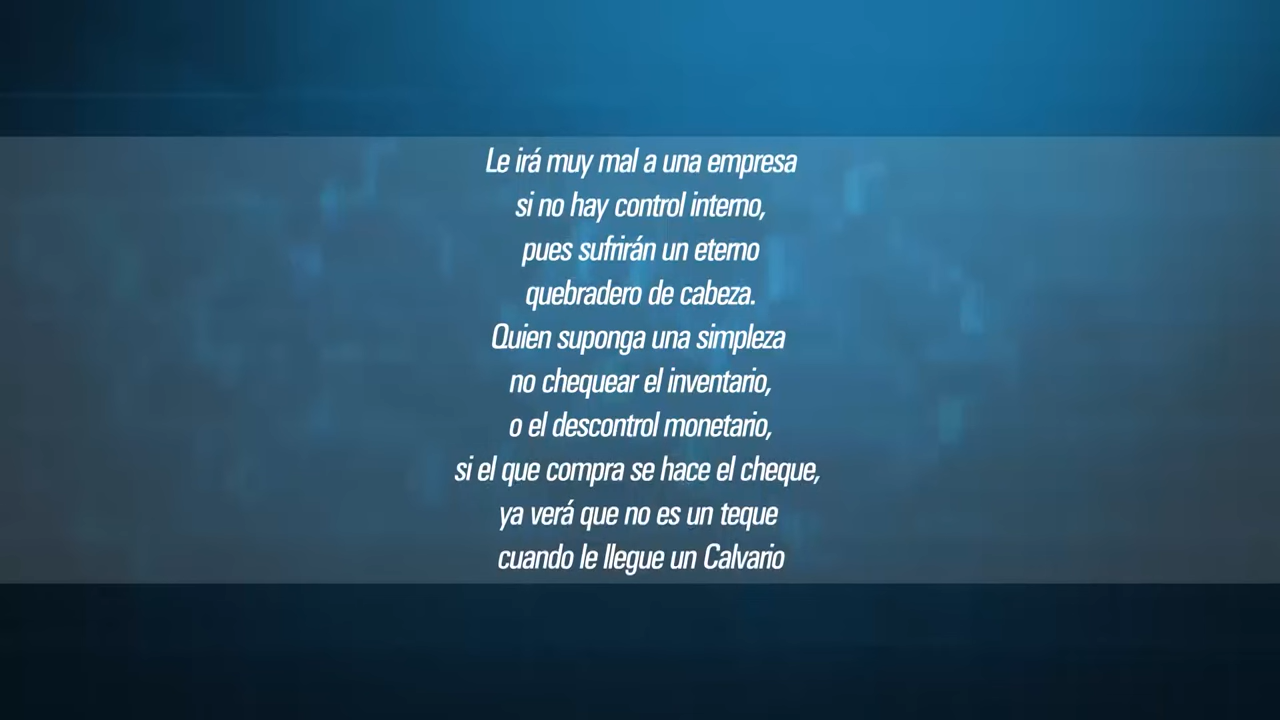 Le irá muy mal a una empresa
si no hay control interno,
pues sufrirán un eterno
quebradero de cabeza.
Quien suponga una simpleza
no chequear el inventario,
o el descontrol monetario,
si el que compra se hace el cheque,
ya verá que no es un teque
cuando le llegue un Calvario